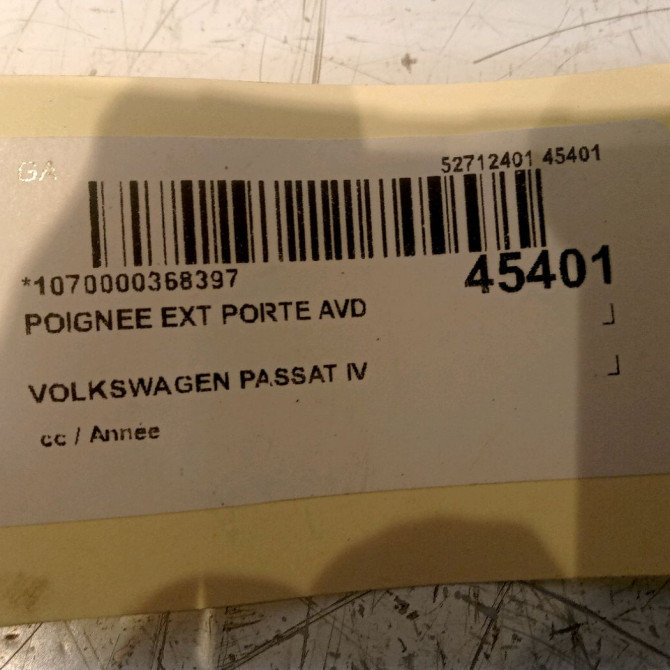 GA
52712401 45401
*1070000368397
45401
POIGNEE EXT PORTE AVD
VOLKSWAGEN PASSAT IV
cc / Année